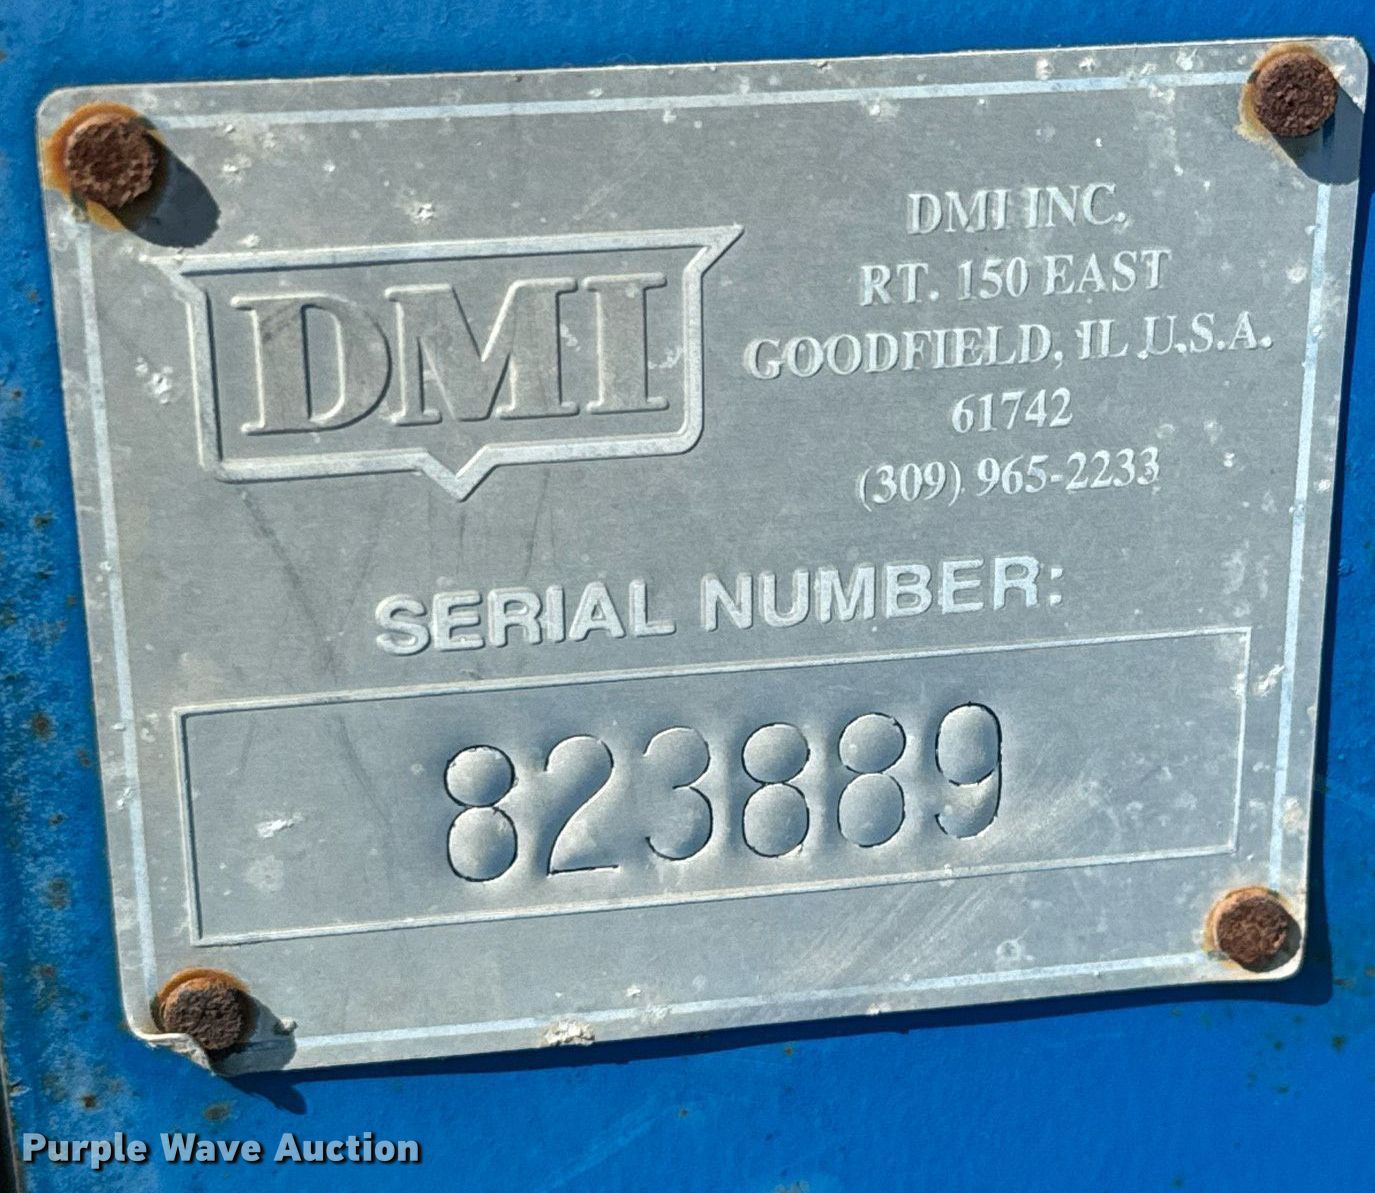 DMI
DMI INC.
RT. 150 EAST
GOODFIELD, IL U.S.A.
61742
(309) 965-2233
SERIAL NUMBER:
823889
Purple Wave Auction